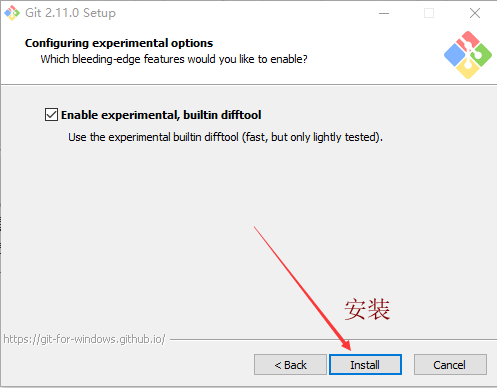 Git 2.11.0 Setup
Configuring experimental options
Which bleeding-edge features would you like to enable?
Enable experimental, builtin difftool
Use the experimental builtin difftool (fast, but only lightly tested).
安装
https://git-for-windows.github.io/
< Back
Install
Cancel